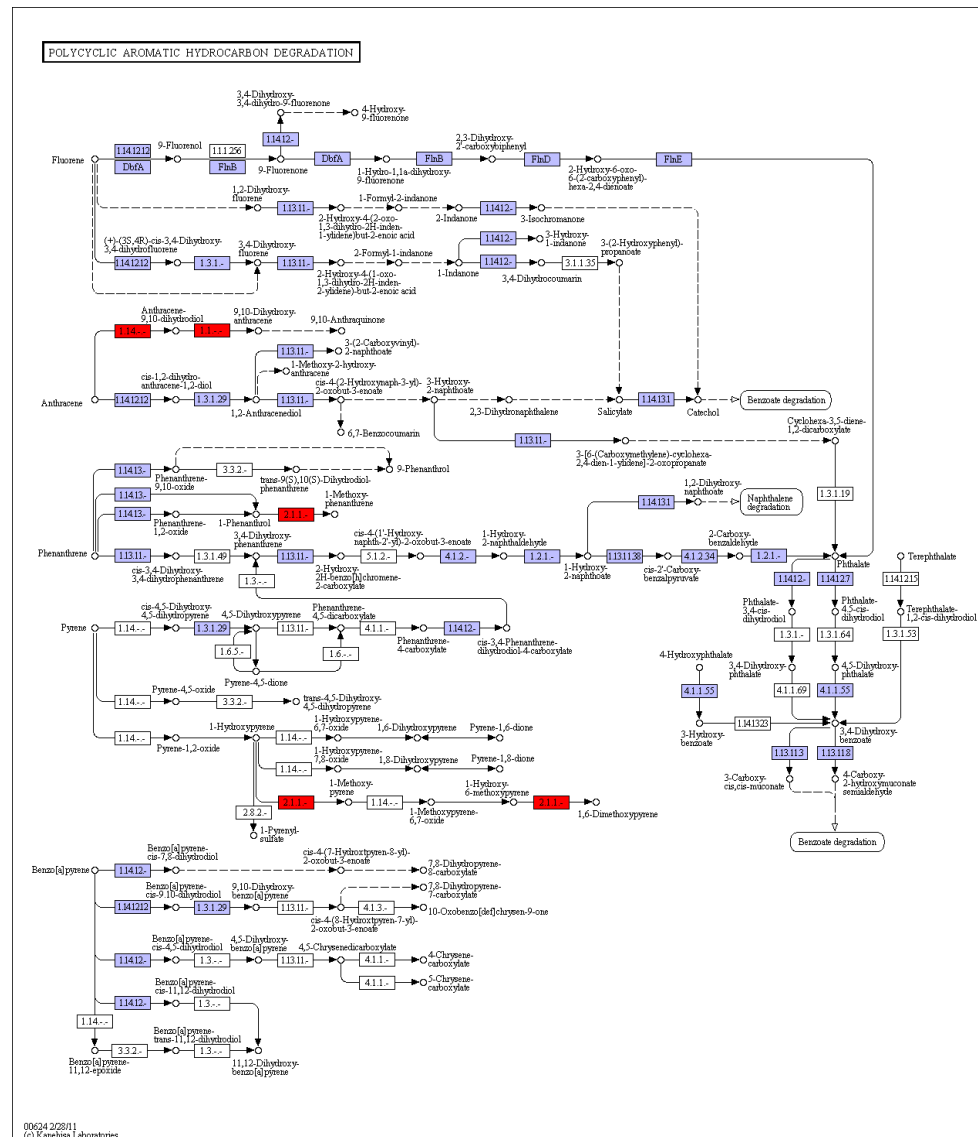 POLYCYCLIC AROMATIC HYDROCARBON DEGRADATION
3,4-Dihydroxy-
3,4-dihydro-9-fluorenone
4-Hydroxy-
9-fluorenone
1.14.12.-
Fluorene
1.14.12.12
DbfA
9-Fluorenol
1.1.1.256
FlnB
9-Fluorenone
DbfA
1-Hydro-1,1a-dihydroxy-
9-fluorenone
FlnB
2,3-Dihydroxy-
2'-carboxybiphenyl
FlnD
2-Hydroxy-6-oxo-
6-(2-carboxyphenyl)-
hexa-2,4-dienoate
FlnE
1,2-Dihydroxy-
fluorene
1.13.11.-
2-Hydroxy-4-(2-oxo-
1,3-dihydro-2H-inden-
1-ylidene)but-2-enoic acid
1-Formyl-2-indanone
2-Indanone
1.14.12.-
3-Isochromanone
(+)-(3S,4R)-cis-3,4-Dihydroxy-
3,4-dihydrofluorene
1.14.12.12
1.3.1.-
3,4-Dihydroxy-
fluorene
1.13.11.-
2-Hydroxy-4-(1-oxo-
1,3-dihydro-2H-inden-
2-ylidene)-but-2-enoic acid
2-Formyl-1-indanone
1-Indanone
1.14.12.-
3-Hydroxy-
1-indanone
1.14.12.-
3,4-Dihydrocoumarin
3.1.1.35
3-(2-Hydroxyphenyl)-
propanoate
1.14.-.-
Anthracene-
9,10-dihydrodiol
1.1.-.-
9,10-Dihydroxy-
anthracene
9,10-Anthraquinone
1.13.11.-
3-(2-Carboxyvinyl)-
2-naphthoate
1-Methoxy-2-hydroxy-
anthracene
Anthracene
1.14.12.12
cis-1,2-dihydro-
anthracene-1,2-diol
1.3.1.29
1,2-Anthracenediol
1.13.11.-
cis-4-(2-Hydroxynaph-3-yl)-
2-oxobut-3-enoate
6,7-Benzocoumarin
3-Hydroxy-
2-naphthoate
2,3-Dihydronaphthalene
Salicylate
1.14.13.1
Catechol
Benzoate degradation
1.13.11.-
3-[6-(Carboxymethylene)-cyclohexa-
2,4-dien-1-ylidene]-2-oxopropanate
Cyclohexa-3,5-diene-
1,2-dicarboxylate
1.3.1.19
1.14.13.-
Phenanthrene-
9,10-oxide
3.3.2.-
trans-9(S),10(S)-Dihydrodiol-
phenanthrene
9-Phenanthrol
1.14.13.-
1.14.13.-
Phenanthrene-
1,2-oxide
1-Phenanthrol
2.1.1.-
1-Methoxy-
phenanthrene
Phenanthrene
1.13.11.-
cis-3,4-Dihydroxy-
3,4-dihydrophenanthrene
1.3.1.49
3,4-Dihydroxy-
phenanthrene
1.13.11.-
2-Hydroxy-
2H-benzo[h]chromene-
2-carboxylate
5.1.2.-
cis-4-(1'-Hydroxy-
naphth-2'-yl)-2-oxobut-3-enoate
4.1.2.-
1-Hydroxy-
2-naphthaldehyde
1.2.1.-
1-Hydroxy-
2-naphthoate
1.14.13.1
1,2-Dihydroxy-
naphthoate
Naphthalene
degradation
1.13.11.38
cis-2'-Carboxy-
benzalpyruvate
4.1.2.34
2-Carboxy-
benzaldehyde
1.2.1.-
Phthalate
Terephthalate
1.3.-.-
1.14.12.-
1.14.12.7
1.14.12.15
Phthalate-
3,4-cis-
dihydrodiol
Phthalate-
4,5-cis-
dihydrodiol
Terephthalate-
1,2-cis-dihydrodiol
1.3.1.-
1.3.1.64
1.3.1.53
Pyrene
1.14.-.-
cis-4,5-Dihydroxy-
4,5-dihydropyrene
1.3.1.29
4,5-Dihydroxypyrene
1.13.11.-
Phenanthrene-
4,5-dicarboxylate
4.1.1.-
Phenanthrene-
4-carboxylate
1.14.12.-
cis-3,4-Phenanthrene-
dihydrodiol-4-carboxylate
1.6.5.-
1.6.-.-
Pyrene-4,5-dione
4-Hydroxyphthalate
3,4-Dihydroxy-
phthalate
4,5-Dihydroxy-
phthalate
4.1.1.55
4.1.1.69
4.1.1.55
1.14.-.-
Pyrene-4,5-oxide
3.3.2.-
trans-4,5-Dihydroxy-
4,5-dihydropyrene
3-Hydroxy-
benzoate
1.14.13.23
3,4-Dihydroxy-
benzoate
1.14.-.-
Pyrene-1,2-oxide
1-Hydroxypyrene
1.14.-.-
1-Hydroxypyrene-
6,7-oxide
1,6-Dihydroxypyrene
Pyrene-1,6-dione
1.14.-.-
1-Hydroxypyrene-
7,8-oxide
1,8-Dihydroxypyrene
Pyrene-1,8-dione
1.13.11.3
1.13.11.8
3-Carboxy-
cis,cis-muconate
4-Carboxy-
2-hydroxymuconate
semialdehyde
Benzoate degradation
2.1.1.-
1-Methoxy-
pyrene
1.14.-.-
1-Methoxypyrene-
6,7-oxide
1-Hydroxy-
6-methoxypyrene
2.1.1.-
1,6-Dimethoxypyrene
2.8.2.-
1-Pyrenyl-
sulfate
Benzo[a]pyrene
1.14.12.-
Benzo[a]pyrene-
cis-7,8-dihydrodiol
cis-4-(7-Hydroxtpyren-8-yl)-
2-oxobut-3-enoate
7,8-Dihydropyrene-
8-carboxylate
1.14.12.12
Benzo[a]pyrene-
cis-9.10-dihydrodiol
1.3.1.29
9,10-Dihydroxy-
benzo[a]pyrene
1.13.11.-
cis-4-(8-Hydroxtpyren-7-yl)-
2-oxobut-3-enoate
4.1.3.-
7,8-Dihydropyrene-
7-carboxylate
10-Oxobenzo[def]chrysen-9-one
1.14.12.-
Benzo[a]pyrene-
cis-4,5-dihydrodiol
1.3.-.-
4,5-Dihydroxy-
benzo[a]pyrene
1.13.11.-
4,5-Chrysenedicarboxylate
4.1.1.-
4-Chrysene-
carboxylate
4.1.1.-
5-Chrysene-
carboxylate
1.14.12.-
Benzo[a]pyrene-
cis-11,12-dihydrodiol
1.3.-.-
1.14.-.-
Benzo[a]pyrene-
11,12-epoxide
3.3.2.-
Benzo[a]pyrene-
trans-11,12-dihydrodiol
1.3.-.-
11,12-Dihydroxy-
benzo[a]pyrene
00624 2/28/11
(c) Kanehisa Laboratories